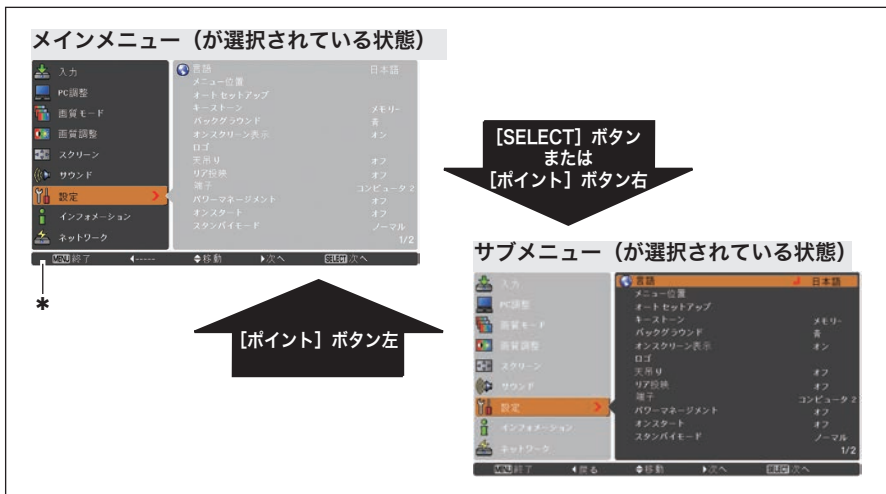 メインメニュー（が選択されている状態）
入力
PC調整
画質モード
画質調整
スクリーン
サウンド
設定
インフォメーション
ネットワーク
言語 日本語
メニュー位置
オートセットアップ
キーストーン メモリー
バックグラウンド 青
オンスクリーン表示 オン
ロゴ
天吊り オフ
リア投映 オフ
端子 コンピュータ 2
パワーマネージメント オフ
オンスタート オフ
スタンバイモード ノーマル
1/2
MENU 終了 ----- 移動 次へ SELECT 次へ
*
［SELECT］ボタン
または
［ポイント］ボタン右
［ポイント］ボタン左
サブメニュー（が選択されている状態）
入力
PC調整
画質モード
画質調整
スクリーン
サウンド
設定
インフォメーション
ネットワーク
言語 日本語
メニュー位置
オートセットアップ
キーストーン メモリー
バックグラウンド 青
オンスクリーン表示 オン
ロゴ
天吊り オフ
リア投映 オフ
端子 コンピュータ 2
パワーマネージメント オフ
オンスタート オフ
スタンバイモード ノーマル
1/2
MENU 終了 戻る 移動 次へ SELECT 次へ